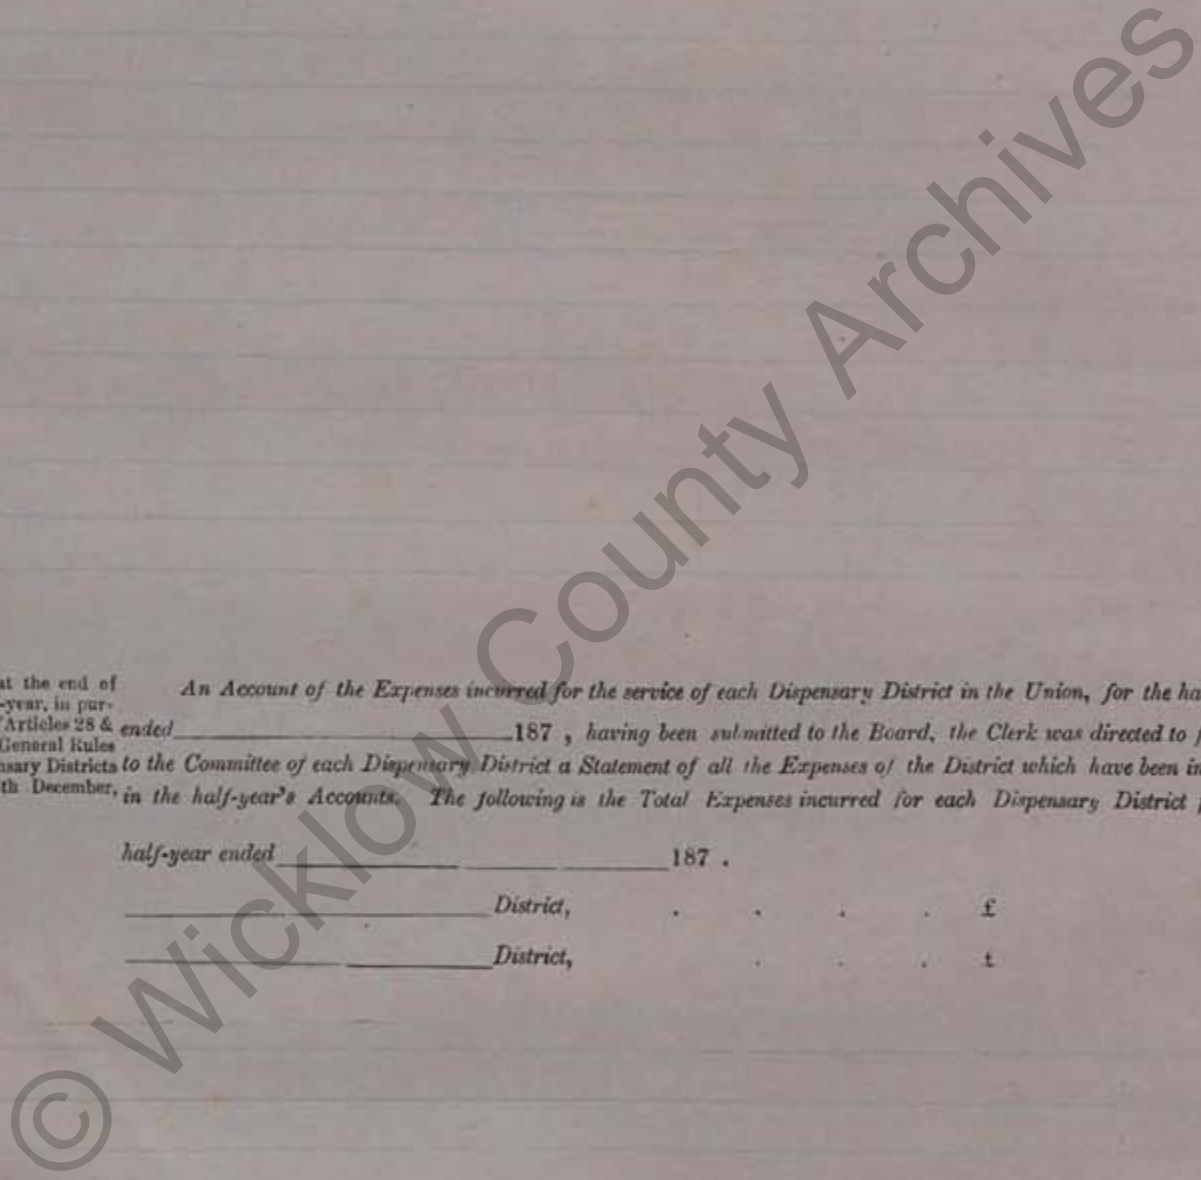 at the end of
-year, in pur-
Articles 28 &
General Rules
nsary Districts
th December,
An Account of the Expenses incurred for the service of each Dispensary District in the Union, for the ha
ended 187 , having been submitted to the Board, the Clerk was directed to
to the Committee of each Dispensary District a Statement of all the Expenses of the District which have been in
in the half-year's Accounts. The following is the Total Expenses incurred for each Dispensary District
half-year ended 187 .
District, . . . . £
District, . . . £
© Wicklow County Archives